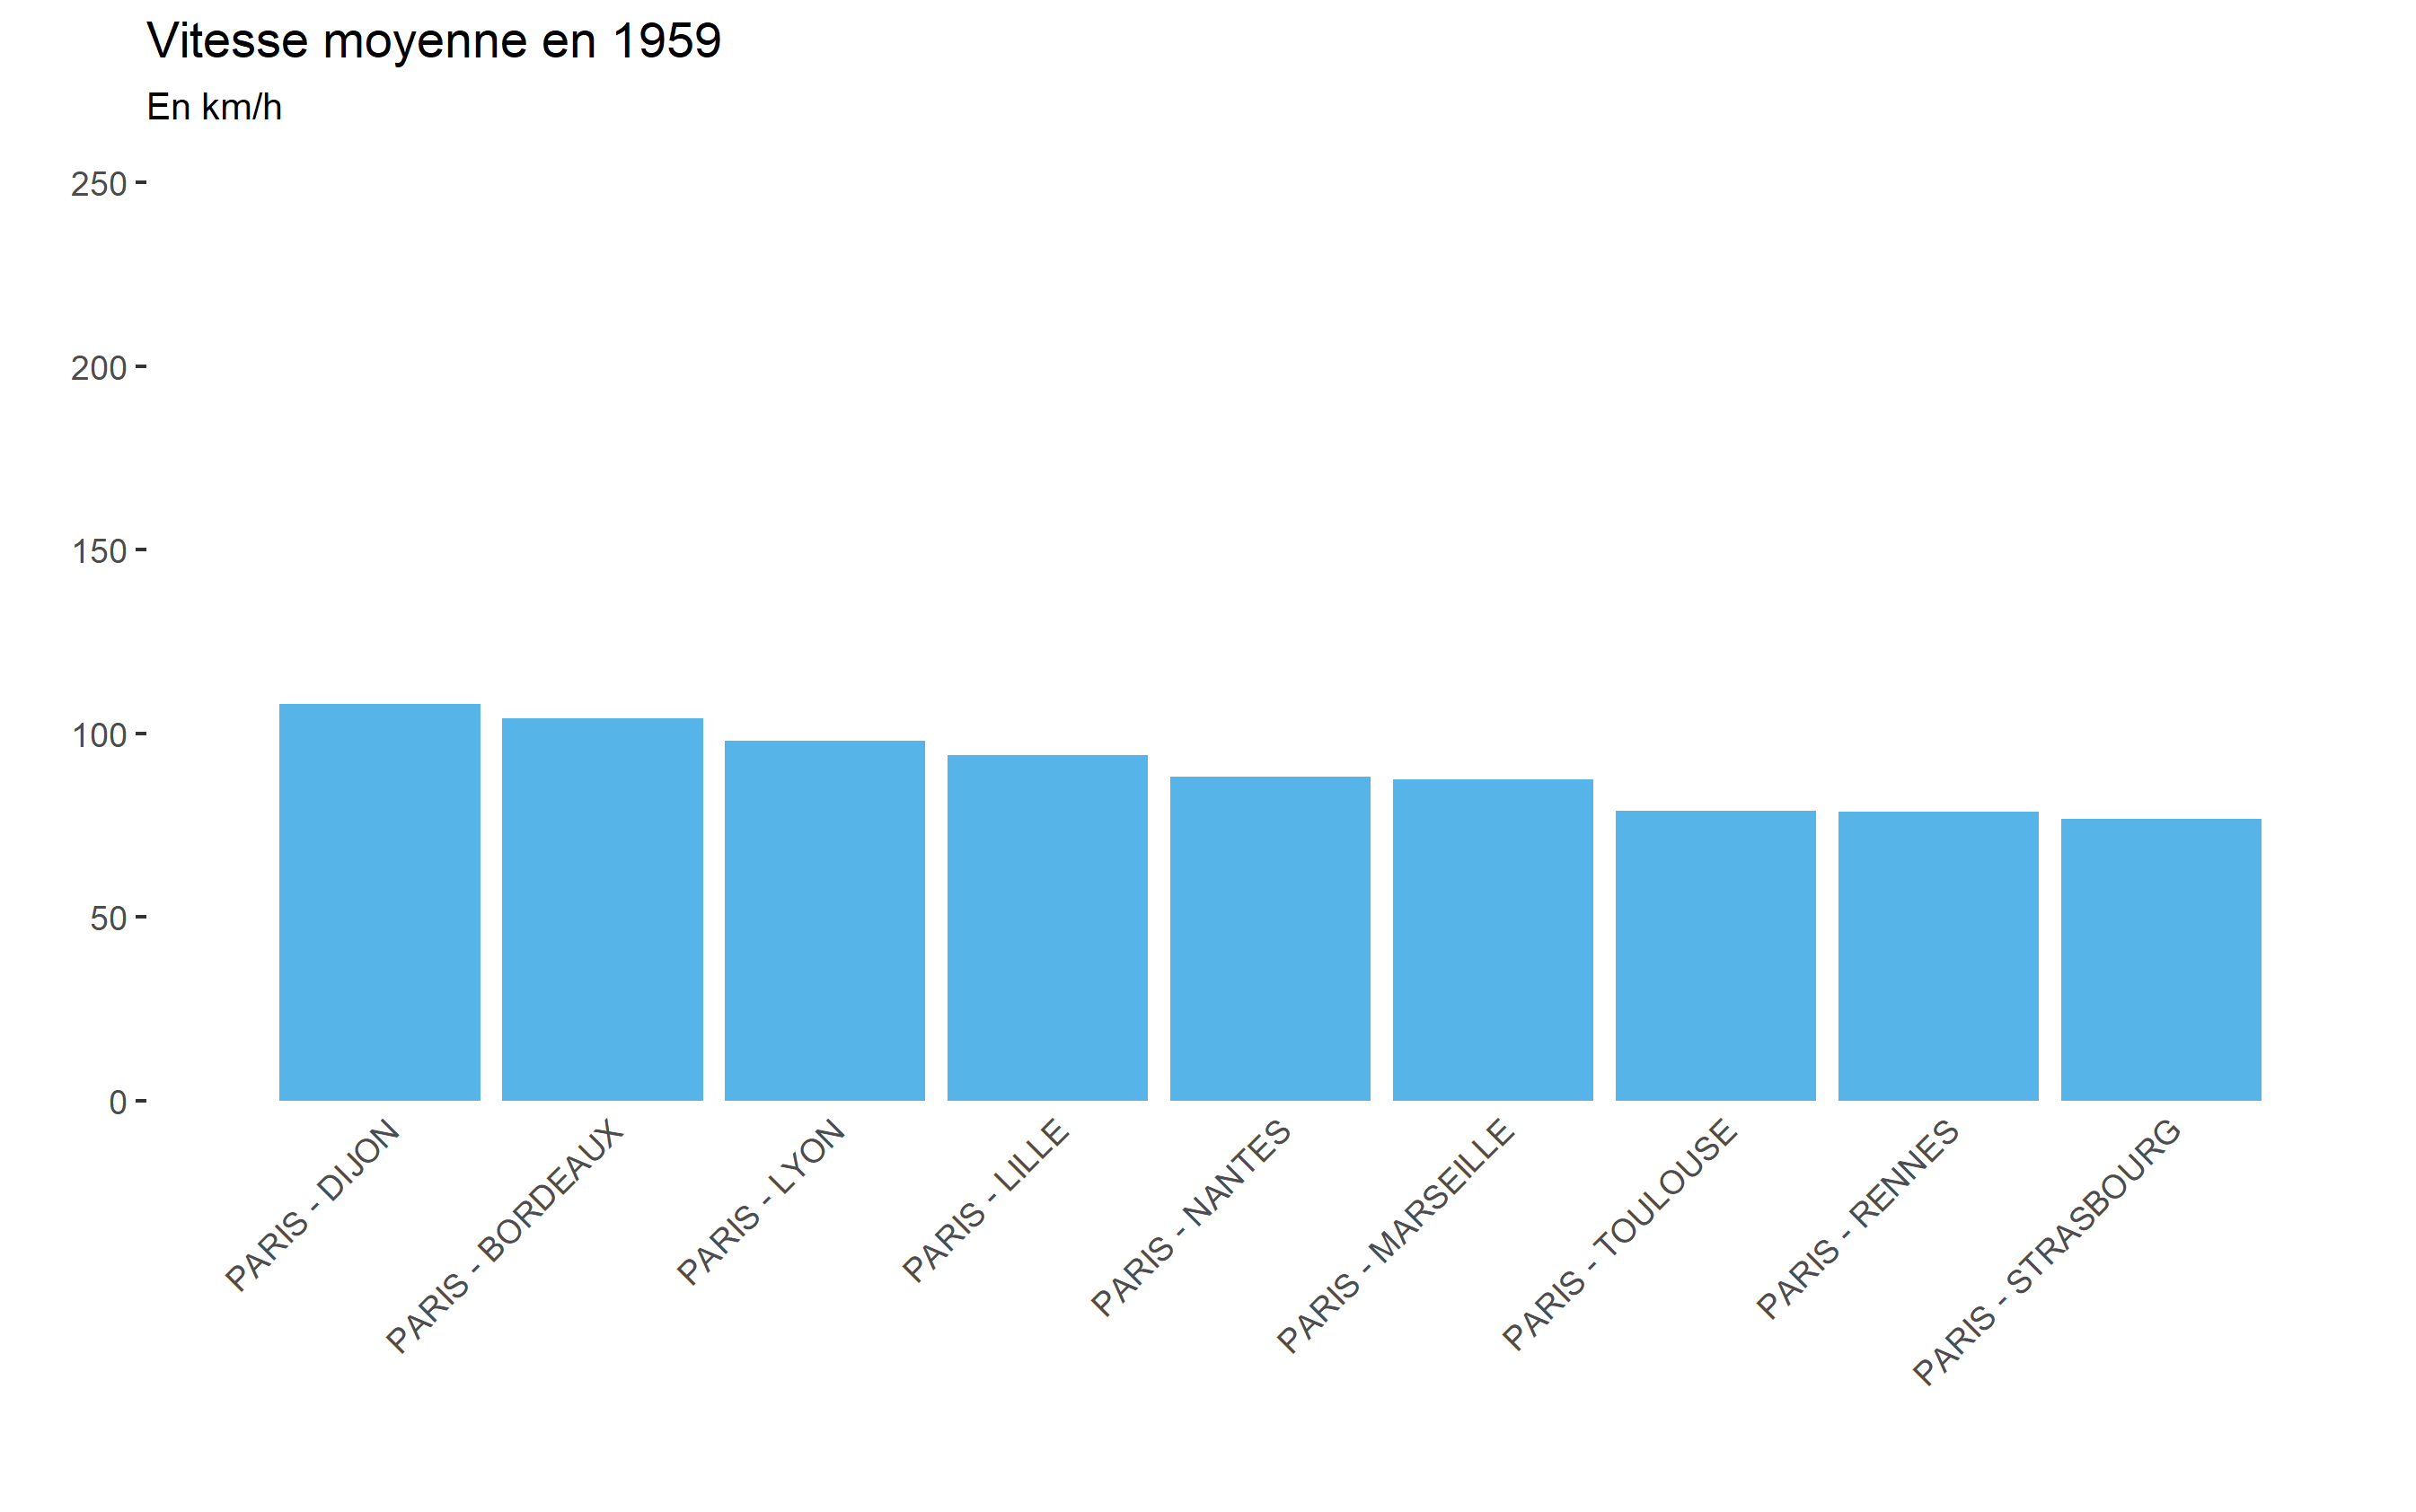 Vitesse moyenne en 1959
En km/h
250
200
150
100
50
0
PARIS - DIJON
PARIS - BORDEAUX
PARIS - LYON
PARIS - LILLE
PARIS - NANTES
PARIS - MARSEILLE
PARIS - TOULOUSE
PARIS - RENNES
PARIS - STRASBOURG